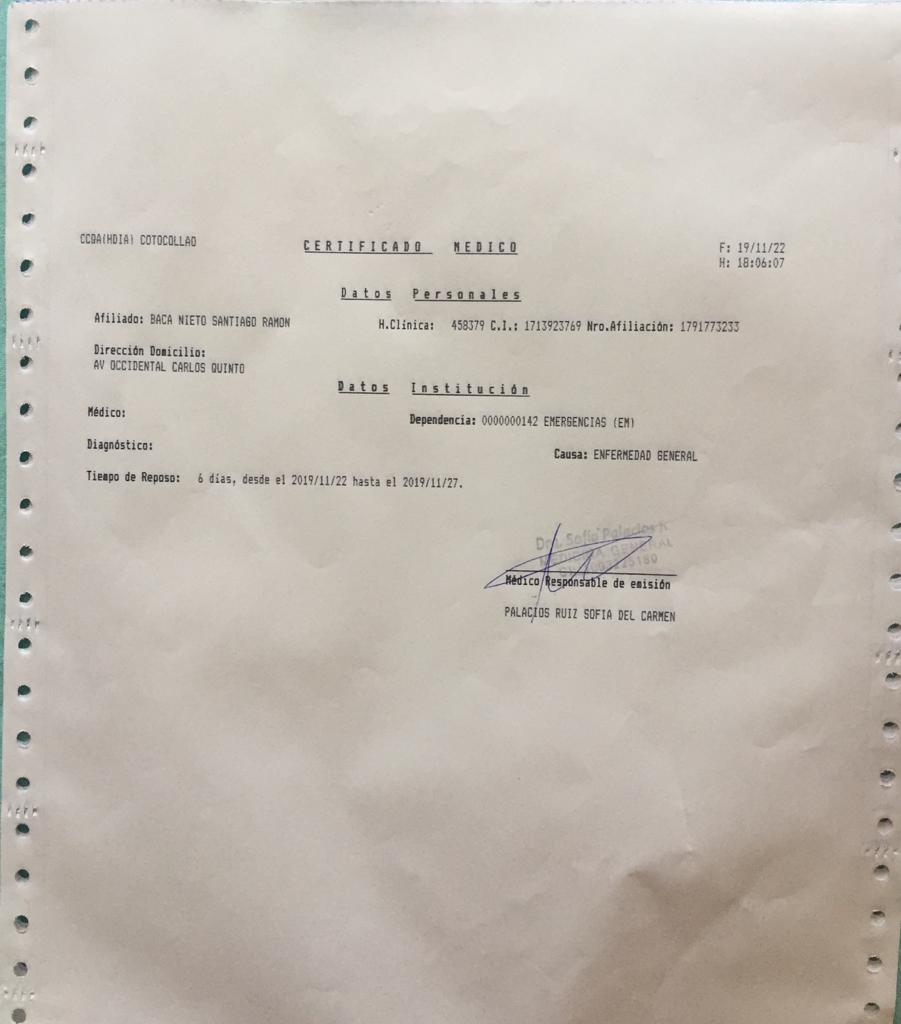 CCQA(HDIA) COTOCOLLAO
CERTIFICADO MEDICO
F: 19/11/22
H: 18:06:07
Datos Personales
Afiliado: BACA NIETO SANTIAGO RAMON
H.Clínica: 458379 C.I.: 1713923769 Nro.Afiliación: 1791773233
Dirección Domicilio:
AV OCCIDENTAL CARLOS QUINTO
Datos Institución
Médico:
Dependencia: 0000000142 EMERGENCIAS (EM)
Diagnóstico:
Causa: ENFERMEDAD GENERAL
Tiempo de Reposo: 6 días, desde el 2019/11/22 hasta el 2019/11/27.
Dra. Sofía Palacios R.
MEDICINA GENERAL
Médico Responsable de emisión
PALACIOS RUIZ SOFIA DEL CARMEN